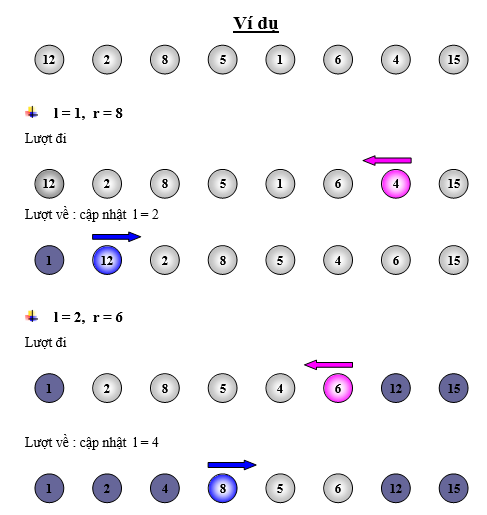 Ví dụ
12 2 8 5 1 6 4 15
l = 1, r = 8
Lượt đi
12 2 8 5 1 6 4 15
Lượt về : cập nhật l = 2
1 12 2 8 5 4 6 15
l = 2, r = 6
Lượt đi
1 2 8 5 4 6 12 15
Lượt về : cập nhật l = 4
1 2 4 8 5 6 12 15